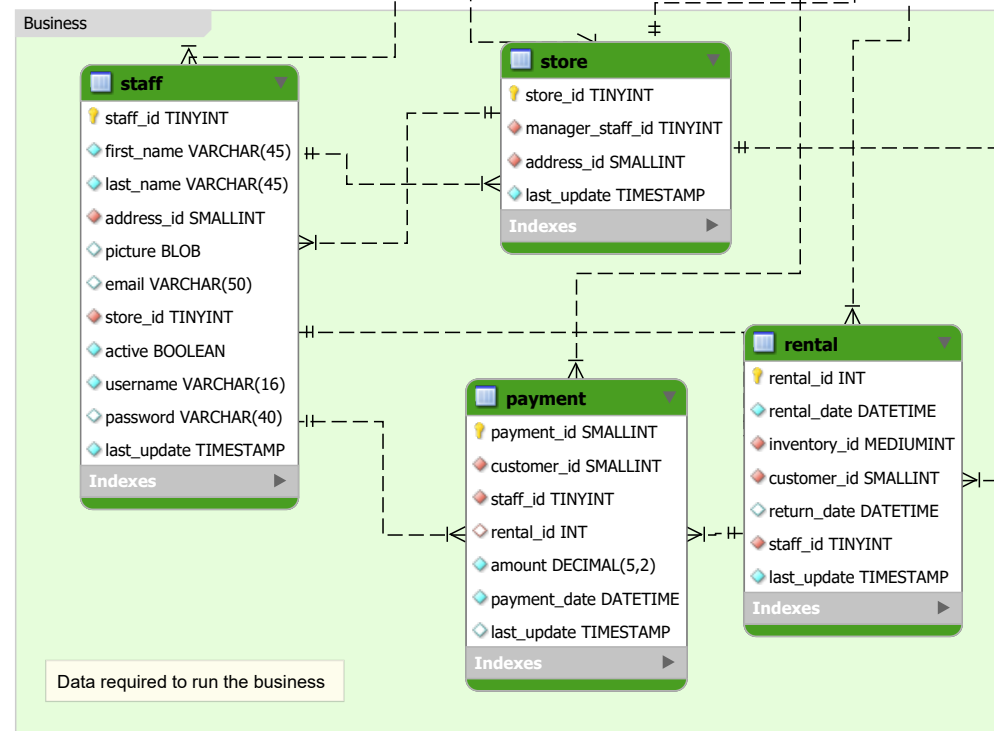 Business
staff
staff_id TINYINT
first_name VARCHAR(45)
last_name VARCHAR(45)
address_id SMALLINT
picture BLOB
email VARCHAR(50)
store_id TINYINT
active BOOLEAN
username VARCHAR(16)
password VARCHAR(40)
last_update TIMESTAMP
Indexes
store
store_id TINYINT
manager_staff_id TINYINT
address_id SMALLINT
last_update TIMESTAMP
Indexes
payment
payment_id SMALLINT
customer_id SMALLINT
staff_id TINYINT
rental_id INT
amount DECIMAL(5,2)
payment_date DATETIME
last_update TIMESTAMP
Indexes
rental
rental_id INT
rental_date DATETIME
inventory_id MEDIUMINT
customer_id SMALLINT
return_date DATETIME
staff_id TINYINT
last_update TIMESTAMP
Indexes
Data required to run the business